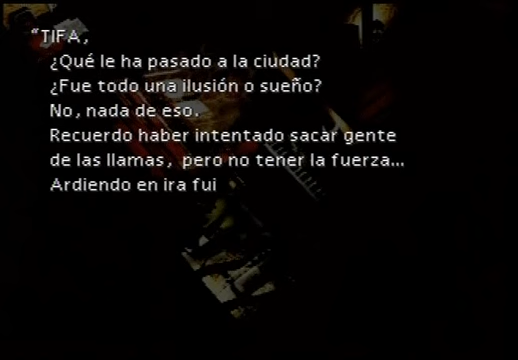 “TIFA,
¿Qué le ha pasado a la ciudad?
¿Fue todo una ilusión o sueño?
No, nada de eso.
Recuerdo haber intentado sacar gente
de las llamas, pero no tener la fuerza...
Ardiendo en ira fui